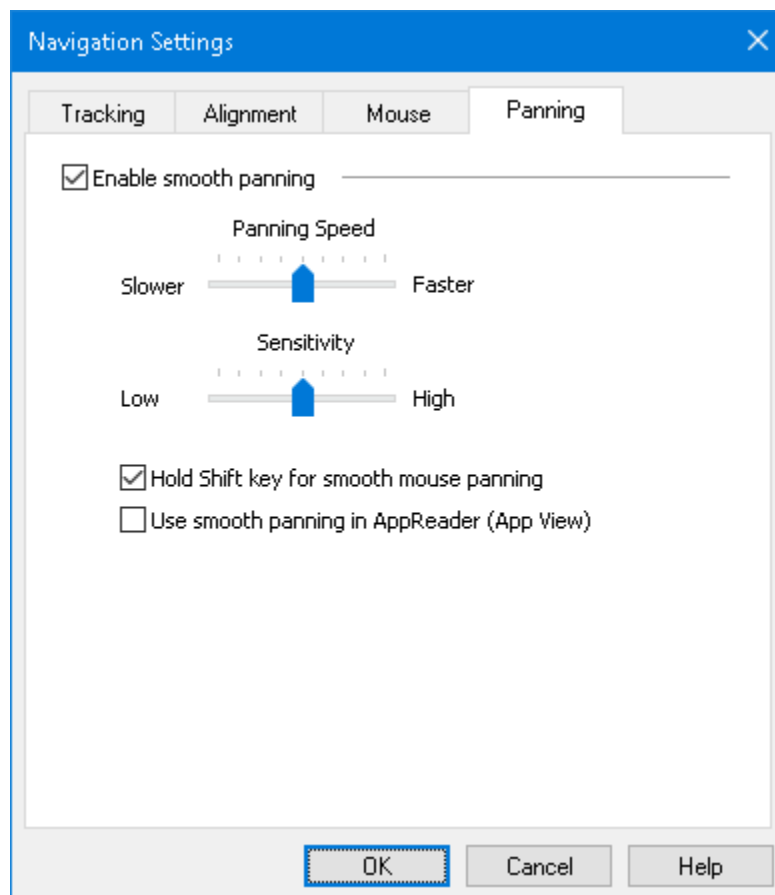 Navigation Settings
Tracking Alignment Mouse Panning
Enable smooth panning
Panning Speed
Slower Faster
Sensitivity
Low High
Hold Shift key for smooth mouse panning
Use smooth panning in AppReader (App View)
OK Cancel Help